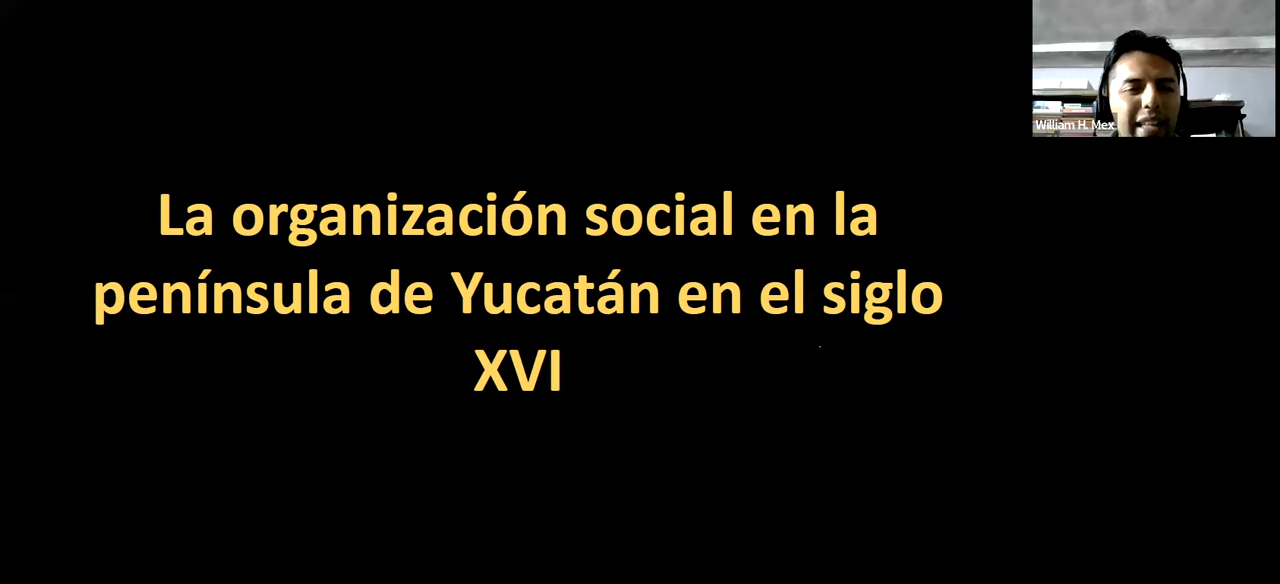 William H. Mex
La organización social en la
península de Yucatán en el siglo
XVI